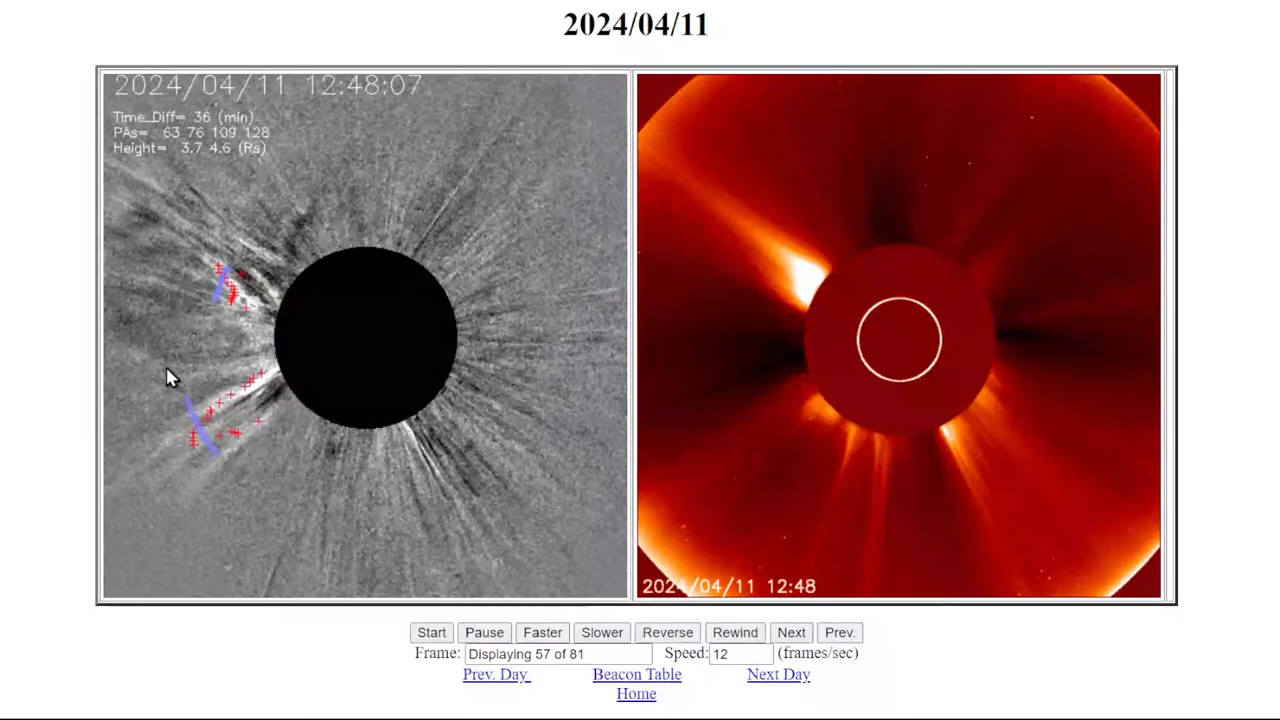 2024/04/11
2024/04/11 12:48:07
Time_Diff= 36 (min)
PAs= 63 76 109 128
Height= 3.7 4.6 (Rs)
2024/04/11 12:48
Start Pause Faster Slower Reverse Rewind Next Prev.
Frame: Displaying 57 of 81 Speed: 12 (frames/sec)
Prev. Day Beacon Table Next Day
Home